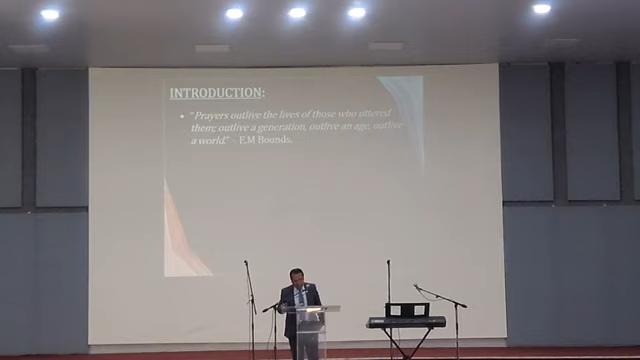 INTRODUCTION:
• "Prayers outlive the lives of those who uttered
them; outlive a generation, outlive an age, outlive
a world" – E.M Bounds.